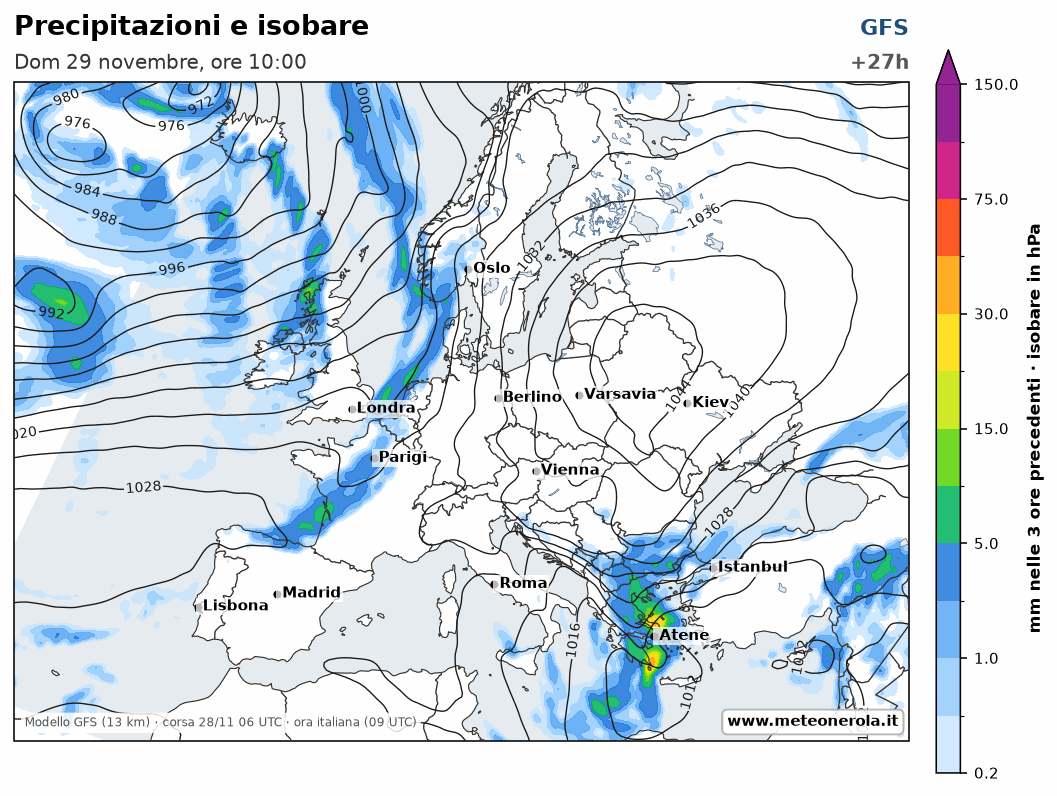 Precipitazioni e isobare
GFS
Dom 29 novembre, ore 10:00
+27h
150.0
75.0
30.0
15.0
5.0
1.0
0.2
mm nelle 3 ore precedenti · isobare in hPa
980
972
1000
976
976
984
988
1036
996
1032
Oslo
992
Berlino
Varsavia
Kiev
1040
1040
Londra
020
Parigi
Vienna
1028
1028
Istanbul
Roma
Madrid
Lisbona
Atene
1016
1012
1012
Modello GFS (13 km) · corsa 28/11 06 UTC · ora italiana (09 UTC)
www.meteonerola.it